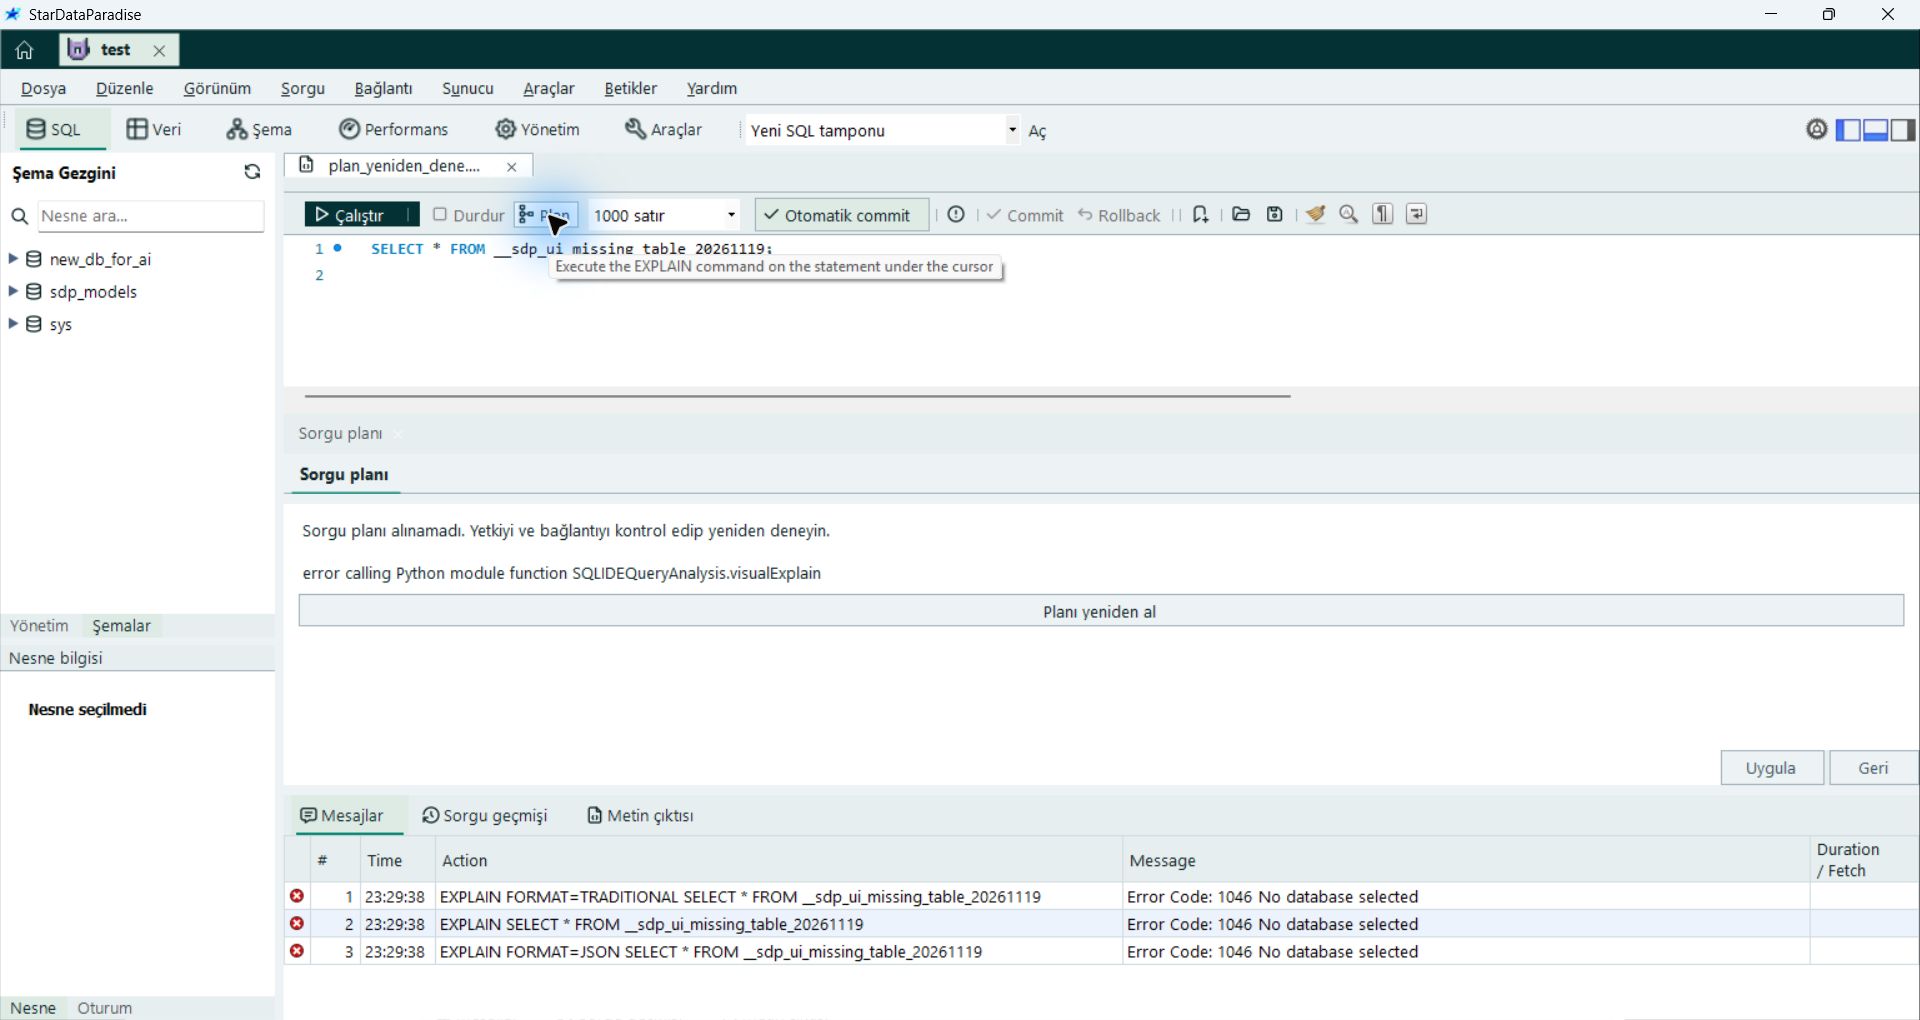 StarDataParadise
test
Dosya Düzenle Görünüm Sorgu Bağlantı Sunucu Araçlar Betikler Yardım
SQL Veri Şema Performans Yönetim Araçlar Yeni SQL tamponu Aç
Şema Gezgini
plan_yeniden_dene....
Nesne ara...
Çalıştır Durdur Plan 1000 satır Otomatik commit Commit Rollback
1 SELECT * FROM __sdp_ui_missing_table_20261119;
Execute the EXPLAIN command on the statement under the cursor
2
new_db_for_ai
sdp_models
sys
Sorgu planı
Sorgu planı
Sorgu planı alınamadı. Yetkiyi ve bağlantıyı kontrol edip yeniden deneyin.
error calling Python module function SQLIDEQueryAnalysis.visualExplain
Planı yeniden al
Yönetim Şemalar
Nesne bilgisi
Nesne seçilmedi
Uygula Geri
Mesajlar Sorgu geçmişi Metin çıktısı
# Time Action Message Duration / Fetch
1 23:29:38 EXPLAIN FORMAT=TRADITIONAL SELECT * FROM __sdp_ui_missing_table_20261119 Error Code: 1046 No database selected
2 23:29:38 EXPLAIN SELECT * FROM __sdp_ui_missing_table_20261119 Error Code: 1046 No database selected
3 23:29:38 EXPLAIN FORMAT=JSON SELECT * FROM __sdp_ui_missing_table_20261119 Error Code: 1046 No database selected
Nesne Oturum